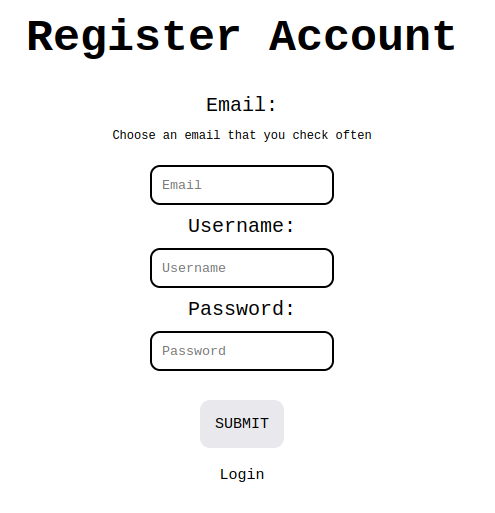 Register Account
Email:
Choose an email that you check often
Email
Username:
Username
Password:
Password
SUBMIT
Login